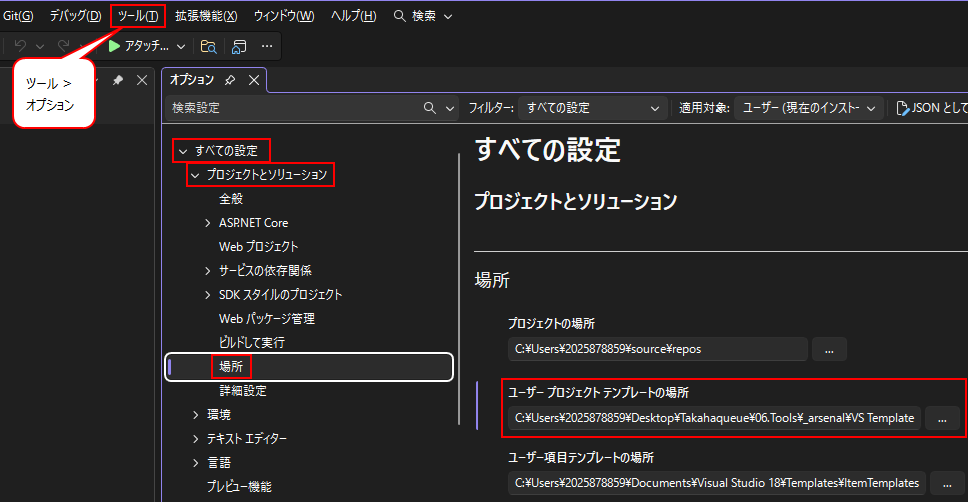 Git(G) デバッグ(D) ツール(T) 拡張機能(X) ウィンドウ(W) ヘルプ(H) 検索
アタッチ...
ツール >
オプション
オプション
検索設定
フィルター: すべての設定 適用対象: ユーザー (現在のインスト- JSON として
すべての設定
プロジェクトとソリューション
全般
ASP.NET Core
Web プロジェクト
サービスの依存関係
SDK スタイルのプロジェクト
Web パッケージ管理
ビルドして実行
場所
詳細設定
環境
テキスト エディター
言語
プレビュー機能
すべての設定
プロジェクトとソリューション
場所
プロジェクトの場所
C:¥Users¥2025878859¥source¥repos ...
ユーザー プロジェクト テンプレートの場所
C:¥Users¥2025878859¥Desktop¥Takahaqueue¥06.Tools¥_arsenal¥VS Template ...
ユーザー項目テンプレートの場所
C:¥Users¥2025878859¥Documents¥Visual Studio 18¥Templates¥ItemTemplates ...